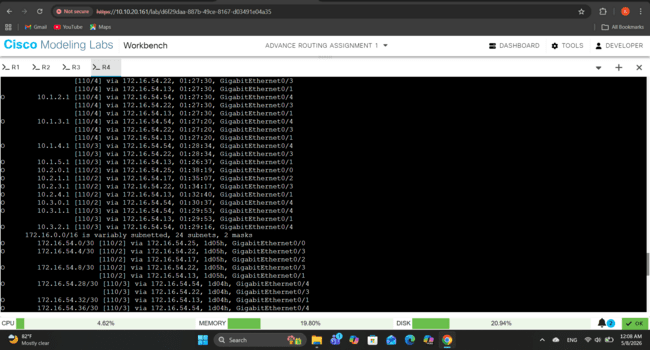 Not secure https://10.10.20.161/lab/d6f29daa-887b-49ce-8167-d03491e04a35
Gmail YouTube Maps All Bookmarks
Cisco Modeling Labs Workbench ADVANCE ROUTING ASSIGNMENT 1 DASHBOARD TOOLS DEVELOPER
R1 R2 R3 R4
[110/4] via 172.16.54.22, 01:27:30, GigabitEthernet0/3
[110/4] via 172.16.54.13, 01:27:30, GigabitEthernet0/1
O 10.1.2.1 [110/4] via 172.16.54.54, 01:27:30, GigabitEthernet0/4
[110/4] via 172.16.54.22, 01:27:30, GigabitEthernet0/3
[110/4] via 172.16.54.13, 01:27:30, GigabitEthernet0/1
O 10.1.3.1 [110/4] via 172.16.54.54, 01:27:20, GigabitEthernet0/4
[110/4] via 172.16.54.22, 01:27:20, GigabitEthernet0/3
[110/4] via 172.16.54.13, 01:27:20, GigabitEthernet0/1
O 10.1.4.1 [110/3] via 172.16.54.54, 01:28:34, GigabitEthernet0/4
[110/3] via 172.16.54.22, 01:28:34, GigabitEthernet0/3
O 10.1.5.1 [110/3] via 172.16.54.13, 01:26:37, GigabitEthernet0/1
O 10.2.0.1 [110/2] via 172.16.54.25, 01:38:19, GigabitEthernet0/0
O 10.2.1.1 [110/2] via 172.16.54.17, 01:35:07, GigabitEthernet0/2
O 10.2.3.1 [110/2] via 172.16.54.22, 01:34:17, GigabitEthernet0/3
O 10.2.4.1 [110/2] via 172.16.54.13, 01:32:40, GigabitEthernet0/1
O 10.3.0.1 [110/2] via 172.16.54.54, 01:30:37, GigabitEthernet0/4
O 10.3.1.1 [110/3] via 172.16.54.54, 01:29:53, GigabitEthernet0/4
[110/3] via 172.16.54.13, 01:29:53, GigabitEthernet0/1
O 10.3.2.1 [110/3] via 172.16.54.54, 01:29:16, GigabitEthernet0/4
172.16.0.0/16 is variably subnetted, 24 subnets, 2 masks
O 172.16.54.0/30 [110/2] via 172.16.54.25, 1d05h, GigabitEthernet0/0
O 172.16.54.4/30 [110/2] via 172.16.54.22, 1d05h, GigabitEthernet0/3
[110/2] via 172.16.54.17, 1d05h, GigabitEthernet0/2
O 172.16.54.8/30 [110/2] via 172.16.54.22, 1d05h, GigabitEthernet0/3
[110/2] via 172.16.54.13, 1d05h, GigabitEthernet0/1
O 172.16.54.28/30 [110/3] via 172.16.54.54, 1d04h, GigabitEthernet0/4
[110/3] via 172.16.54.22, 1d04h, GigabitEthernet0/3
O 172.16.54.32/30 [110/2] via 172.16.54.13, 1d04h, GigabitEthernet0/1
O 172.16.54.36/30 [110/3] via 172.16.54.54, 1d04h, GigabitEthernet0/4
CPU 4.62% MEMORY 19.80% DISK 20.94% 2 OK
82°F
Mostly clear
Search
ENG
12:06 AM
5/8/2026